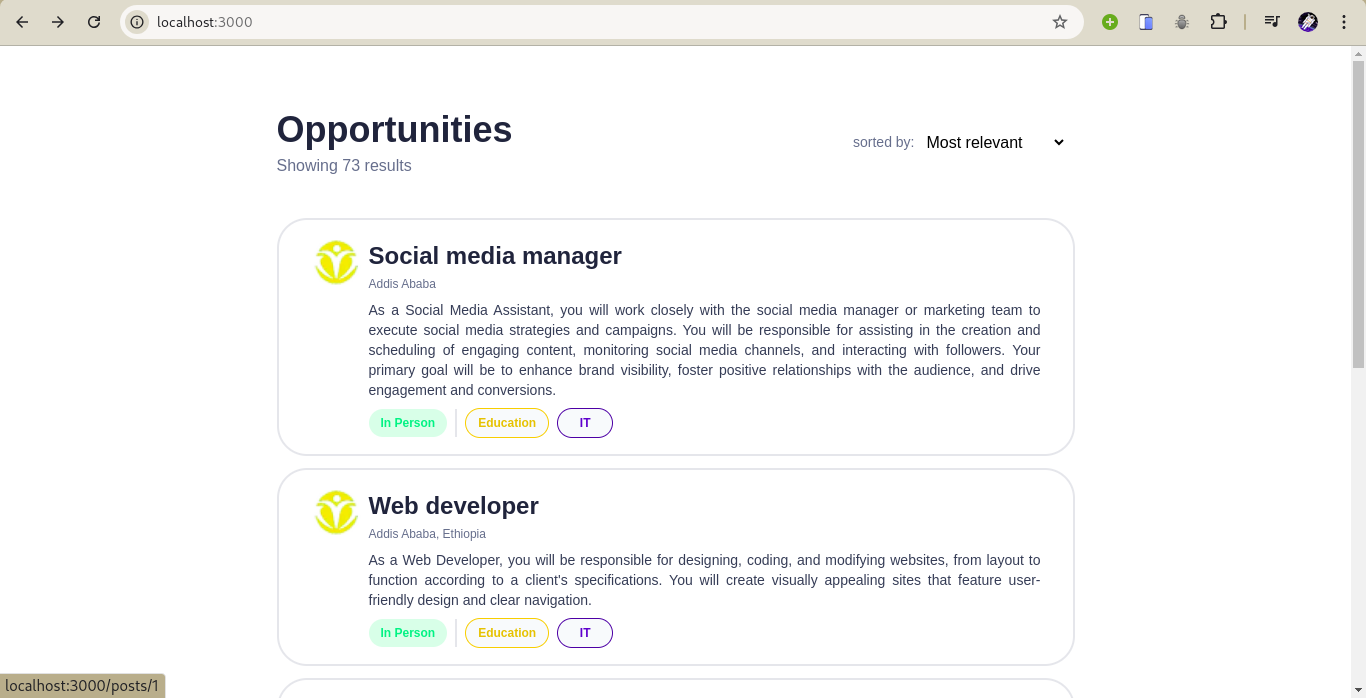 localhost:3000
Opportunities
sorted by: Most relevant
Showing 73 results
Social media manager
Addis Ababa
As a Social Media Assistant, you will work closely with the social media manager or marketing team to
execute social media strategies and campaigns. You will be responsible for assisting in the creation and
scheduling of engaging content, monitoring social media channels, and interacting with followers. Your
primary goal will be to enhance brand visibility, foster positive relationships with the audience, and drive
engagement and conversions.
In Person Education IT
Web developer
Addis Ababa, Ethiopia
As a Web Developer, you will be responsible for designing, coding, and modifying websites, from layout to
function according to a client's specifications. You will create visually appealing sites that feature user-
friendly design and clear navigation.
In Person Education IT
localhost:3000/posts/1